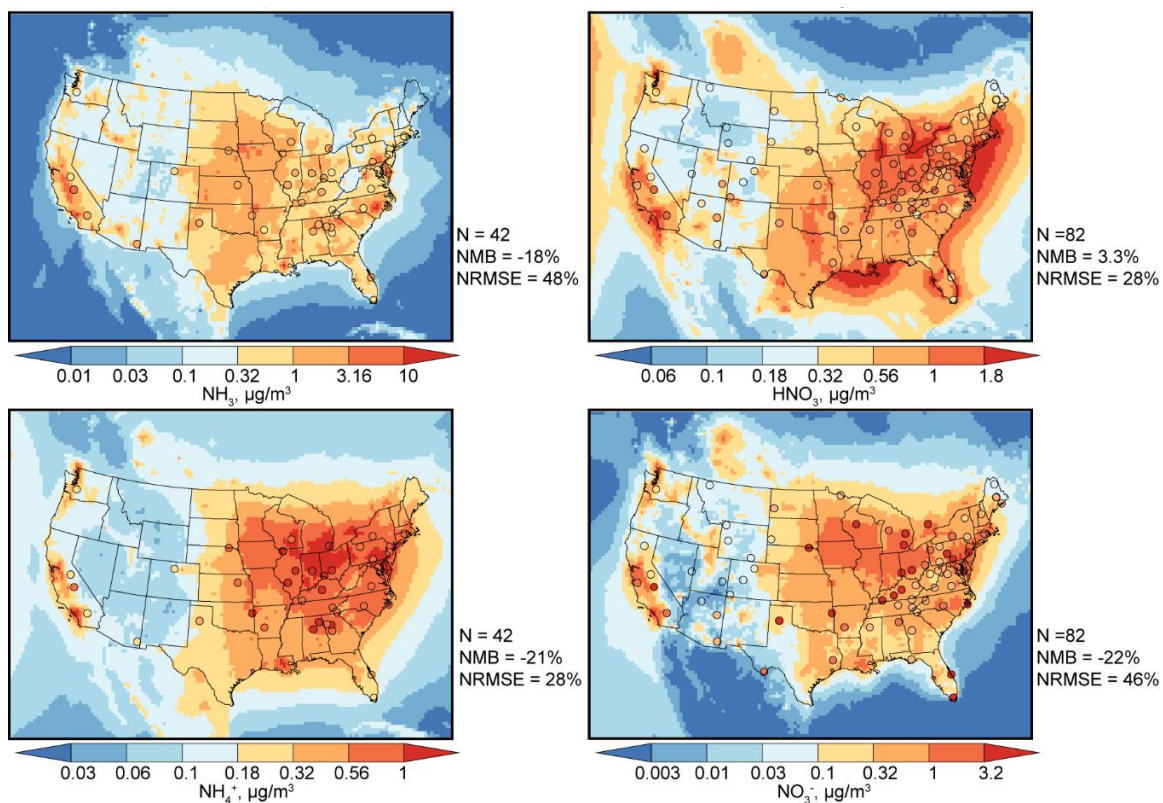 N = 42
NMB = -18%
NRMSE = 48%
0.01 0.03 0.1 0.32 1 3.16 10
NH₃, µg/m³
N =82
NMB = 3.3%
NRMSE = 28%
0.06 0.1 0.18 0.32 0.56 1 1.8
HNO₃, µg/m³
N = 42
NMB = -21%
NRMSE = 28%
0.03 0.06 0.1 0.18 0.32 0.56 1
NH₄⁺, µg/m³
N =82
NMB = -22%
NRMSE = 46%
0.003 0.01 0.03 0.1 0.32 1 3.2
NO₃⁻, µg/m³